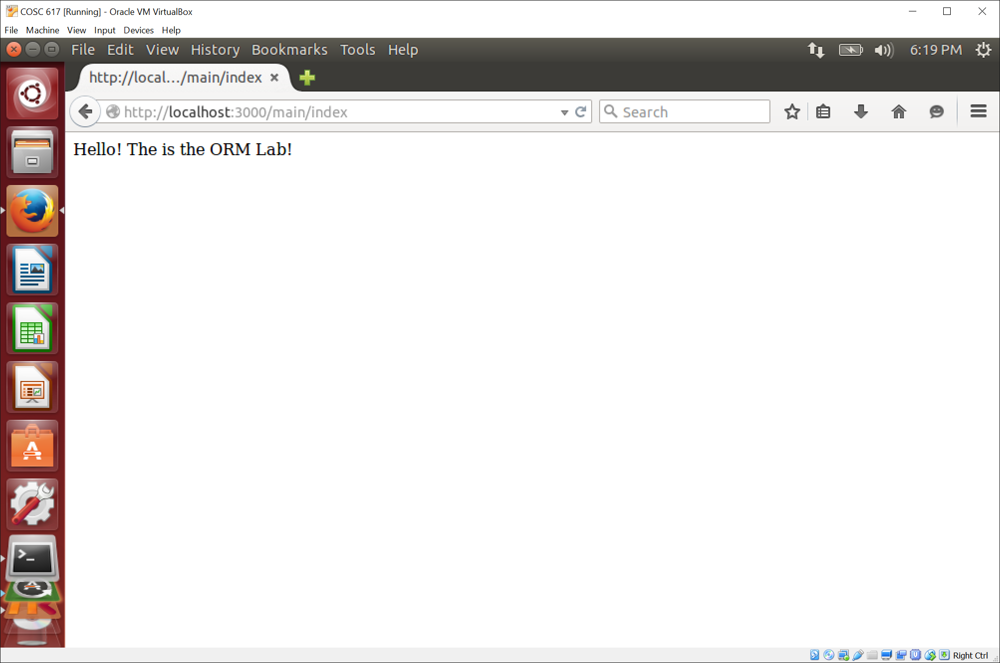 COSC 617 [Running] - Oracle VM VirtualBox
File Machine View Input Devices Help
File Edit View History Bookmarks Tools Help 6:19 PM
http://local.../main/index
http://localhost:3000/main/index Search
Hello! The is the ORM Lab!
Right Ctrl